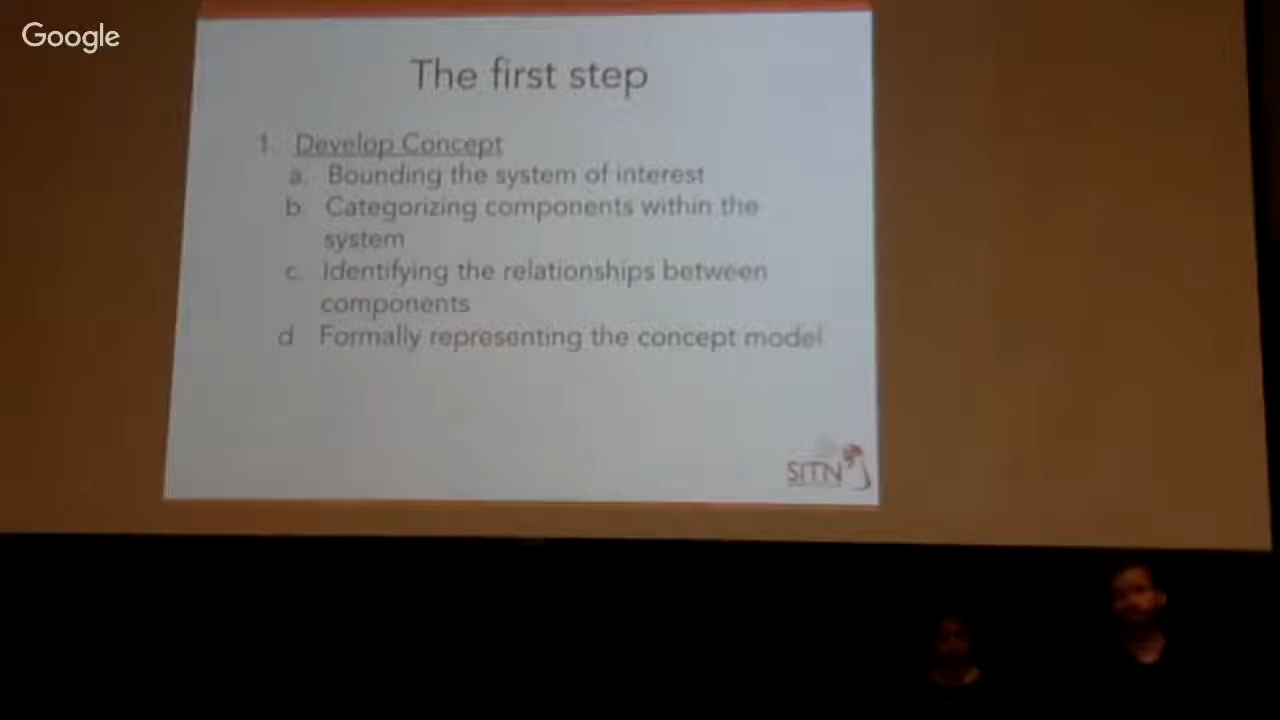 Google
The first step
1. Develop Concept
a. Bounding the system of interest
b. Categorizing components within the
system
c. Identifying the relationships between
components
d. Formally representing the concept model
SITN